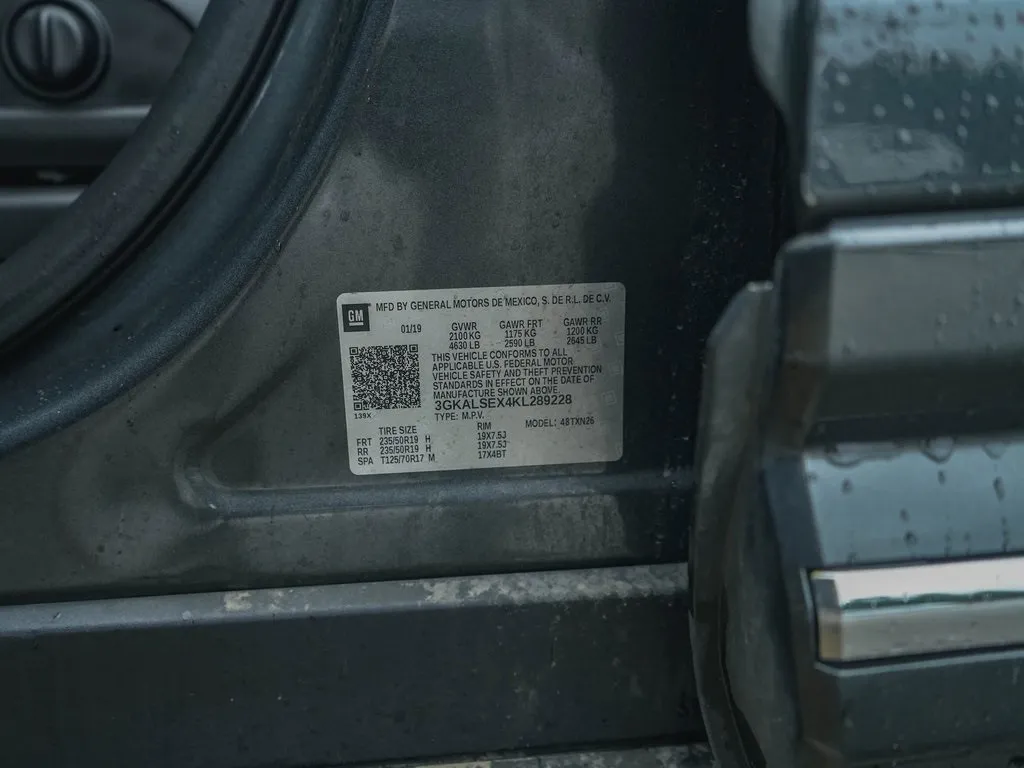 GM MFD BY GENERAL MOTORS DE MEXICO, S. DE R.L. DE C.V.
01/19 GVWR GAWR FRT GAWR RR
2100 KG 1175 KG 1200 KG
4630 LB 2590 LB 2645 LB
THIS VEHICLE CONFORMS TO ALL
APPLICABLE U.S. FEDERAL MOTOR
VEHICLE SAFETY AND THEFT PREVENTION
STANDARDS IN EFFECT ON THE DATE OF
MANUFACTURE SHOWN ABOVE.
3GKALSEX4KL289228
139X
TYPE: M.P.V. MODEL: 48TXN26
TIRE SIZE RIM
FRT 235/50R19 H 19X7.5J
RR 235/50R19 H 19X7.5J
SPA T125/70R17 M 17X4BT